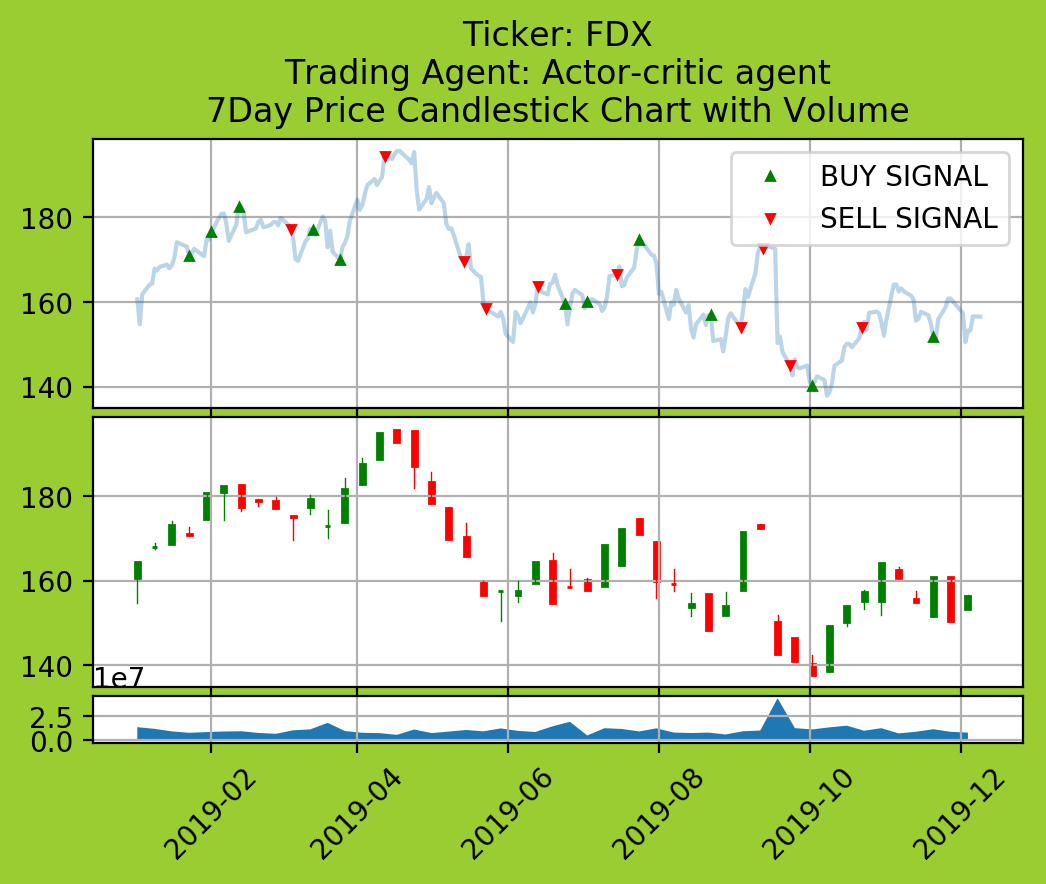 Ticker: FDX
Trading Agent: Actor-critic agent
7Day Price Candlestick Chart with Volume
BUY SIGNAL
SELL SIGNAL
180
160
140
180
160
140
1e7
2.5
0.0
2019-02
2019-04
2019-06
2019-08
2019-10
2019-12